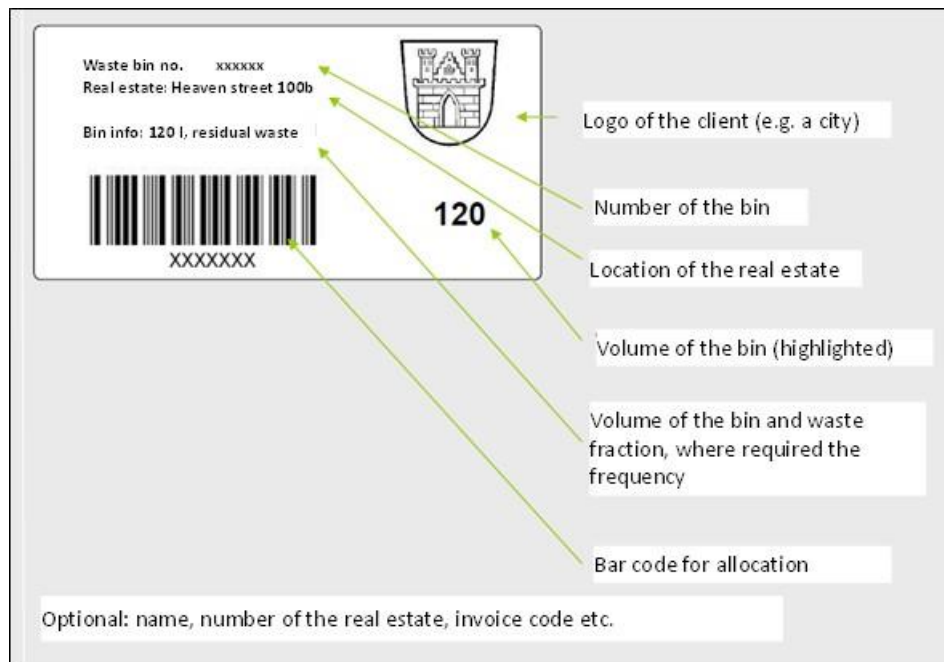 Waste bin no. xxxxxx
Real estate: Heaven street 100b
Bin info: 120 l, residual waste
120
XXXXXXX
Logo of the client (e.g. a city)
Number of the bin
Location of the real estate
Volume of the bin (highlighted)
Volume of the bin and waste
fraction, where required the
frequency
Bar code for allocation
Optional: name, number of the real estate, invoice code etc.